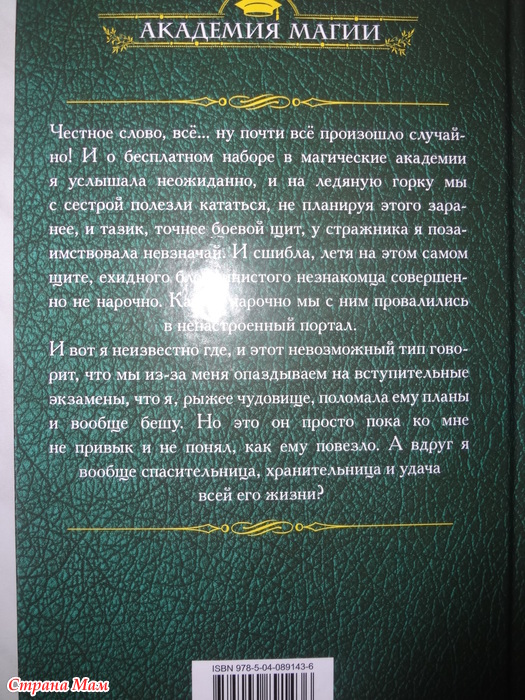 АКАДЕМИЯ МАГИИ
Честное слово, всё... ну почти всё произошло случай-
но! И о бесплатном наборе в магические академии
я услышала неожиданно, и на ледяную горку мы
с сестрой полезли кататься, не планируя этого зара-
нее, и тазик, точнее боевой щит, у стражника я поза-
имствовала невзначай. И сшибла, летя на этом самом
щите, ехидного незнакомца совершен-
но не нарочно. нарочно мы с ним провалились
в ненастроенный портал.
И вот я неизвестно где, и этот невозможный тип гово-
рит, что мы из-за меня опаздываем на вступительные
экзамены, что я, рыжее чудовище, поломала ему планы
и вообще бешу. Но это он просто пока ко мне
не привык и не понял, как ему повезло. А вдруг я
вообще спасительница, хранительница и удача
всей его жизни?
ISBN 978-5-04-089143-6
Страна Мам